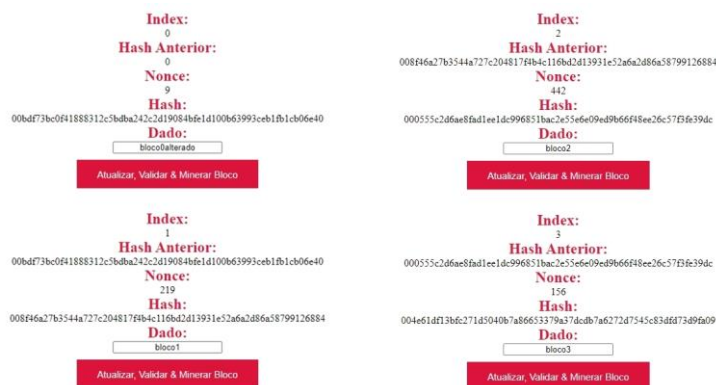 Index:
0
Hash Anterior:
0
Nonce:
9
Hash:
00bdf73bc0f41888312c5bdba242c2d19084bfe1d100b63993ceb1fb1cb06e40
Dado:
bloco0alterado
Atualizar, Validar & Minerar Bloco
Index:
1
Hash Anterior:
00bdf73bc0f41888312c5bdba242c2d19084bfe1d100b63993ceb1fb1cb06e40
Nonce:
219
Hash:
008f46a27b3544a727c204817f4b4c116bd2d13931e52a6a2d86a58799126884
Dado:
bloco1
Atualizar, Validar & Minerar Bloco
Index:
2
Hash Anterior:
008f46a27b3544a727c204817f4b4c116bd2d13931e52a6a2d86a58799126884
Nonce:
442
Hash:
000555c2d6ae8fad1ee1dc996851bac2e55e6e09ed9b66f48ee26c57f3fe39dc
Dado:
bloco2
Atualizar, Validar & Minerar Bloco
Index:
3
Hash Anterior:
000555c2d6ae8fad1ee1dc996851bac2e55e6e09ed9b66f48ee26c57f3fe39dc
Nonce:
156
Hash:
004e61df13bfc271d5040b7a86653379a37dcdb7a6272d7545c83dfd73d9fa09
Dado:
bloco3
Atualizar, Validar & Minerar Bloco